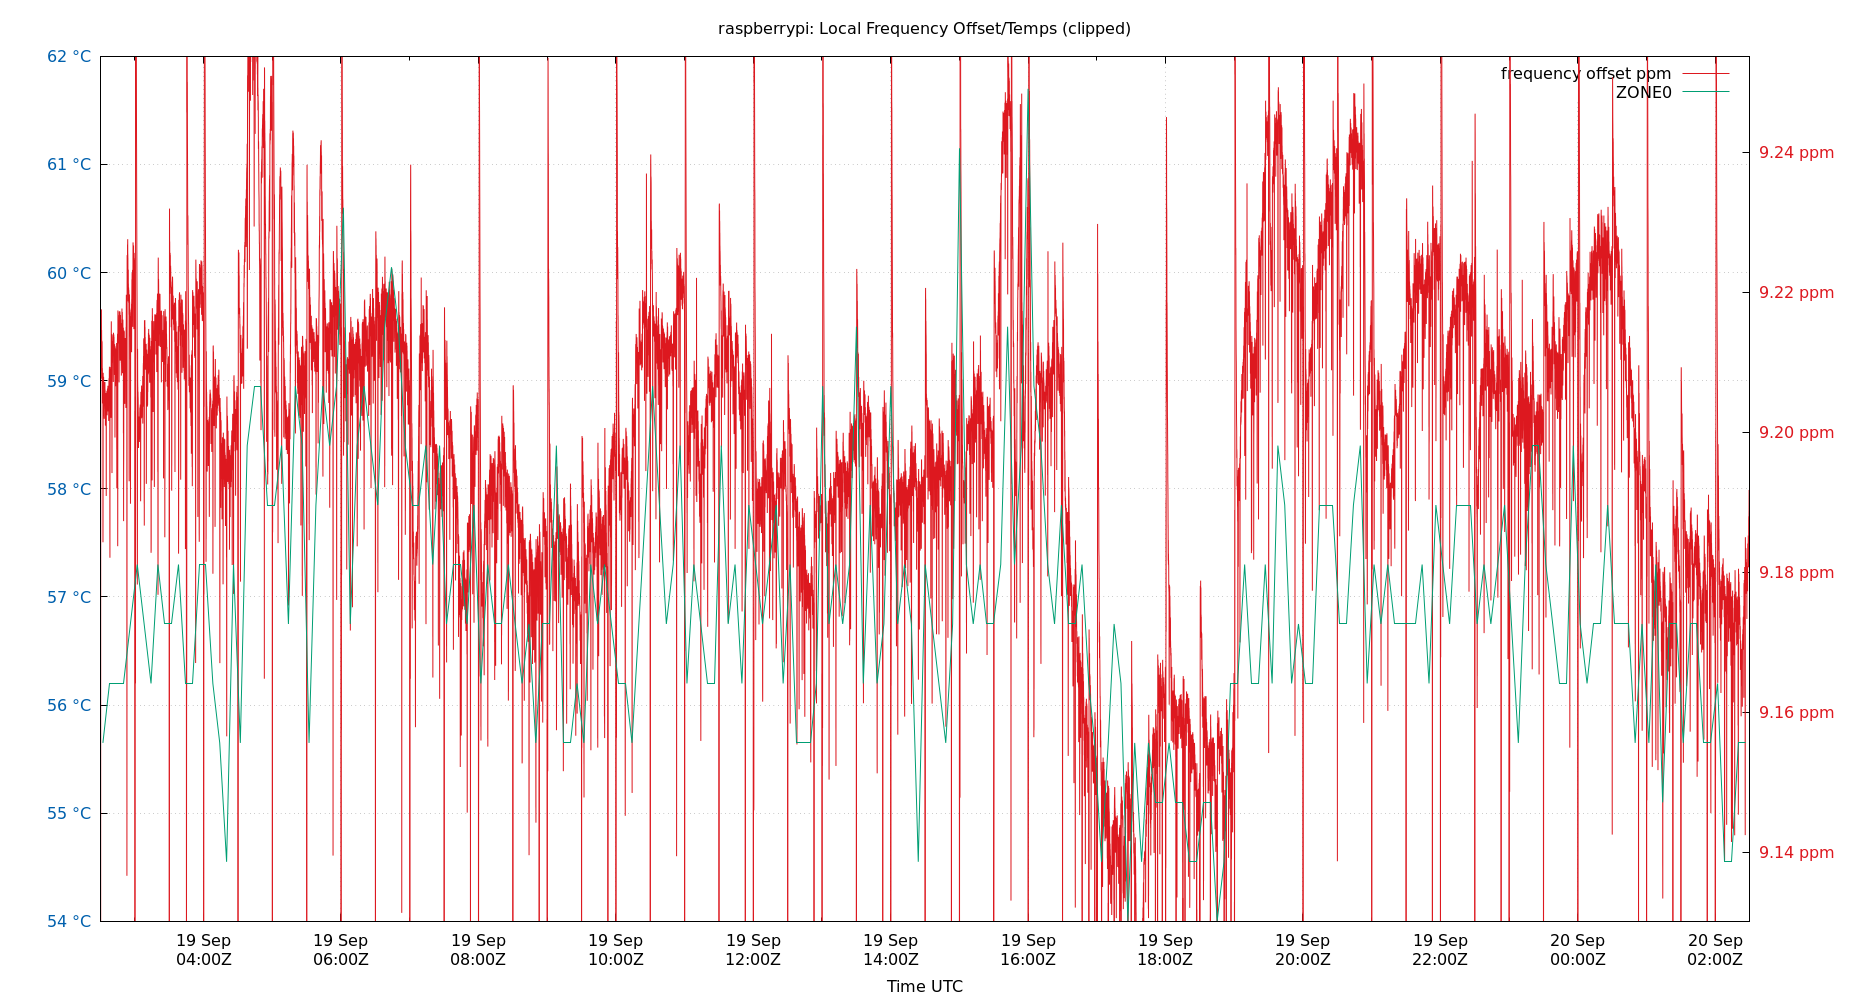 raspberrypi: Local Frequency Offset/Temps (clipped)
frequency offset ppm
ZONE0
62 °C
61 °C
60 °C
59 °C
58 °C
57 °C
56 °C
55 °C
54 °C
9.24 ppm
9.22 ppm
9.20 ppm
9.18 ppm
9.16 ppm
9.14 ppm
19 Sep 19 Sep 19 Sep 19 Sep 19 Sep 19 Sep 19 Sep 19 Sep 19 Sep 19 Sep 20 Sep 20 Sep
04:00Z 06:00Z 08:00Z 10:00Z 12:00Z 14:00Z 16:00Z 18:00Z 20:00Z 22:00Z 00:00Z 02:00Z
Time UTC